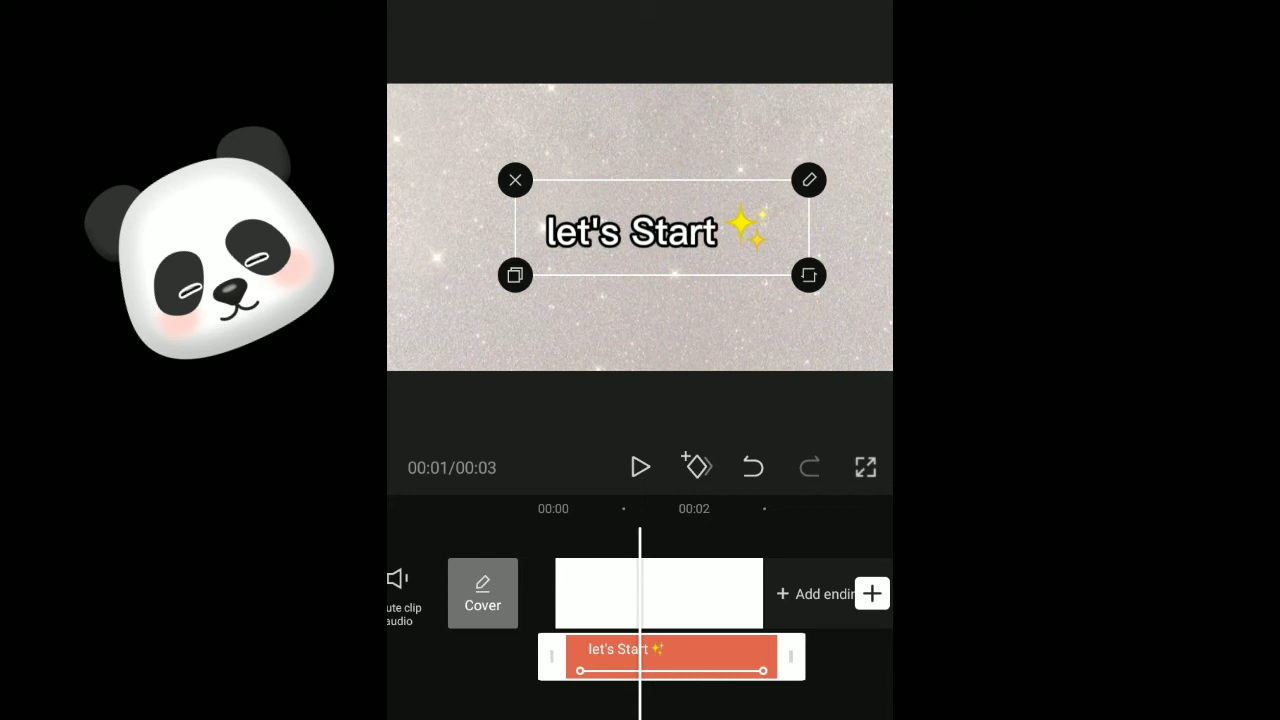 let's Start ✨
00:01/00:03
00:00
00:02
ute clip
audio
Cover
+ Add endin
let's Start✨